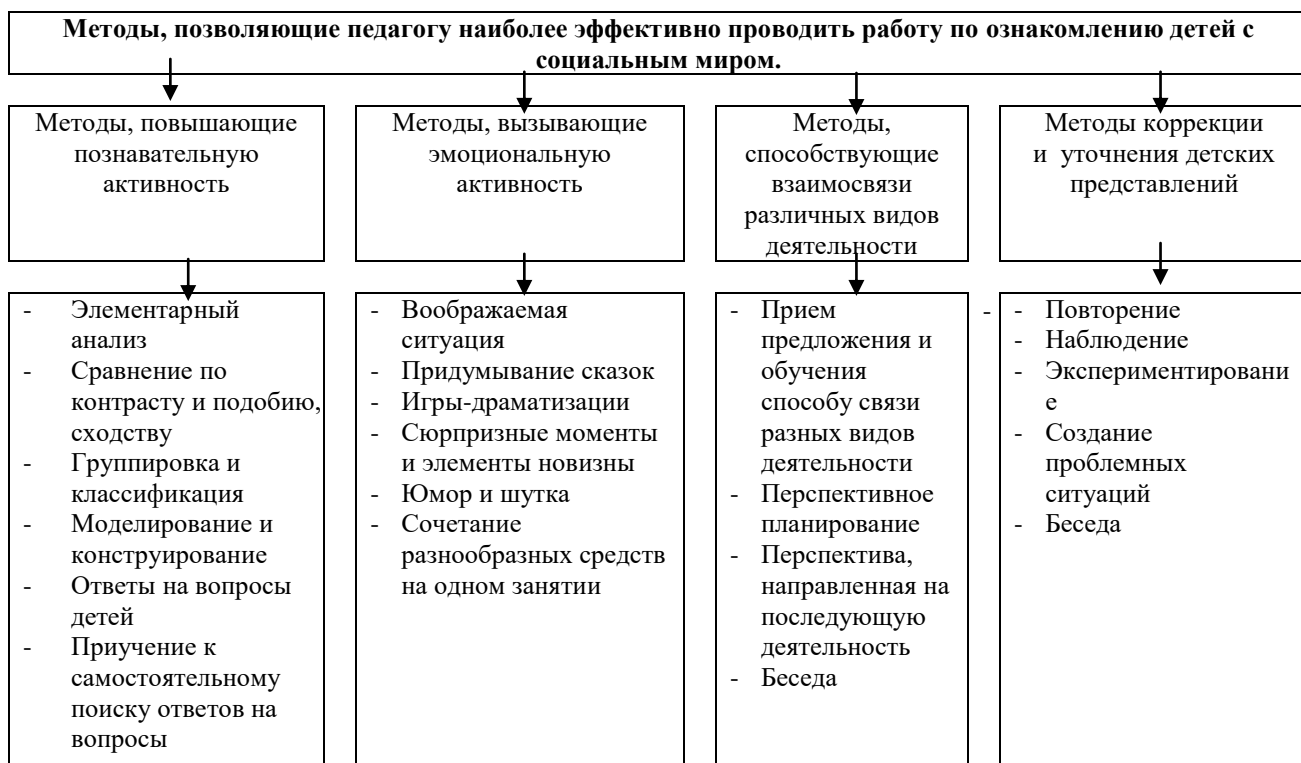 Методы, позволяющие педагогу наиболее эффективно проводить работу по ознакомлению детей с
социальным миром.
Методы, повышающие
познавательную
активность
Методы, вызывающие
эмоциональную
активность
Методы,
способствующие
взаимосвязи
различных видов
деятельности
Методы коррекции
и уточнения детских
представлений
- Элементарный
анализ
- Сравнение по
контрасту и подобию,
сходству
- Группировка и
классификация
- Моделирование и
конструирование
- Ответы на вопросы
детей
- Приучение к
самостоятельному
поиску ответов на
вопросы
- Воображаемая
ситуация
- Придумывание сказок
- Игры-драматизации
- Сюрпризные моменты
и элементы новизны
- Юмор и шутка
- Сочетание
разнообразных средств
на одном занятии
- Прием
предложения и
обучения
способу связи
разных видов
деятельности
- Перспективное
планирование
- Перспектива,
направленная на
последующую
деятельность
- Беседа
- - Повторение
- Наблюдение
- Экспериментировани
е
- Создание
проблемных
ситуаций
- Беседа